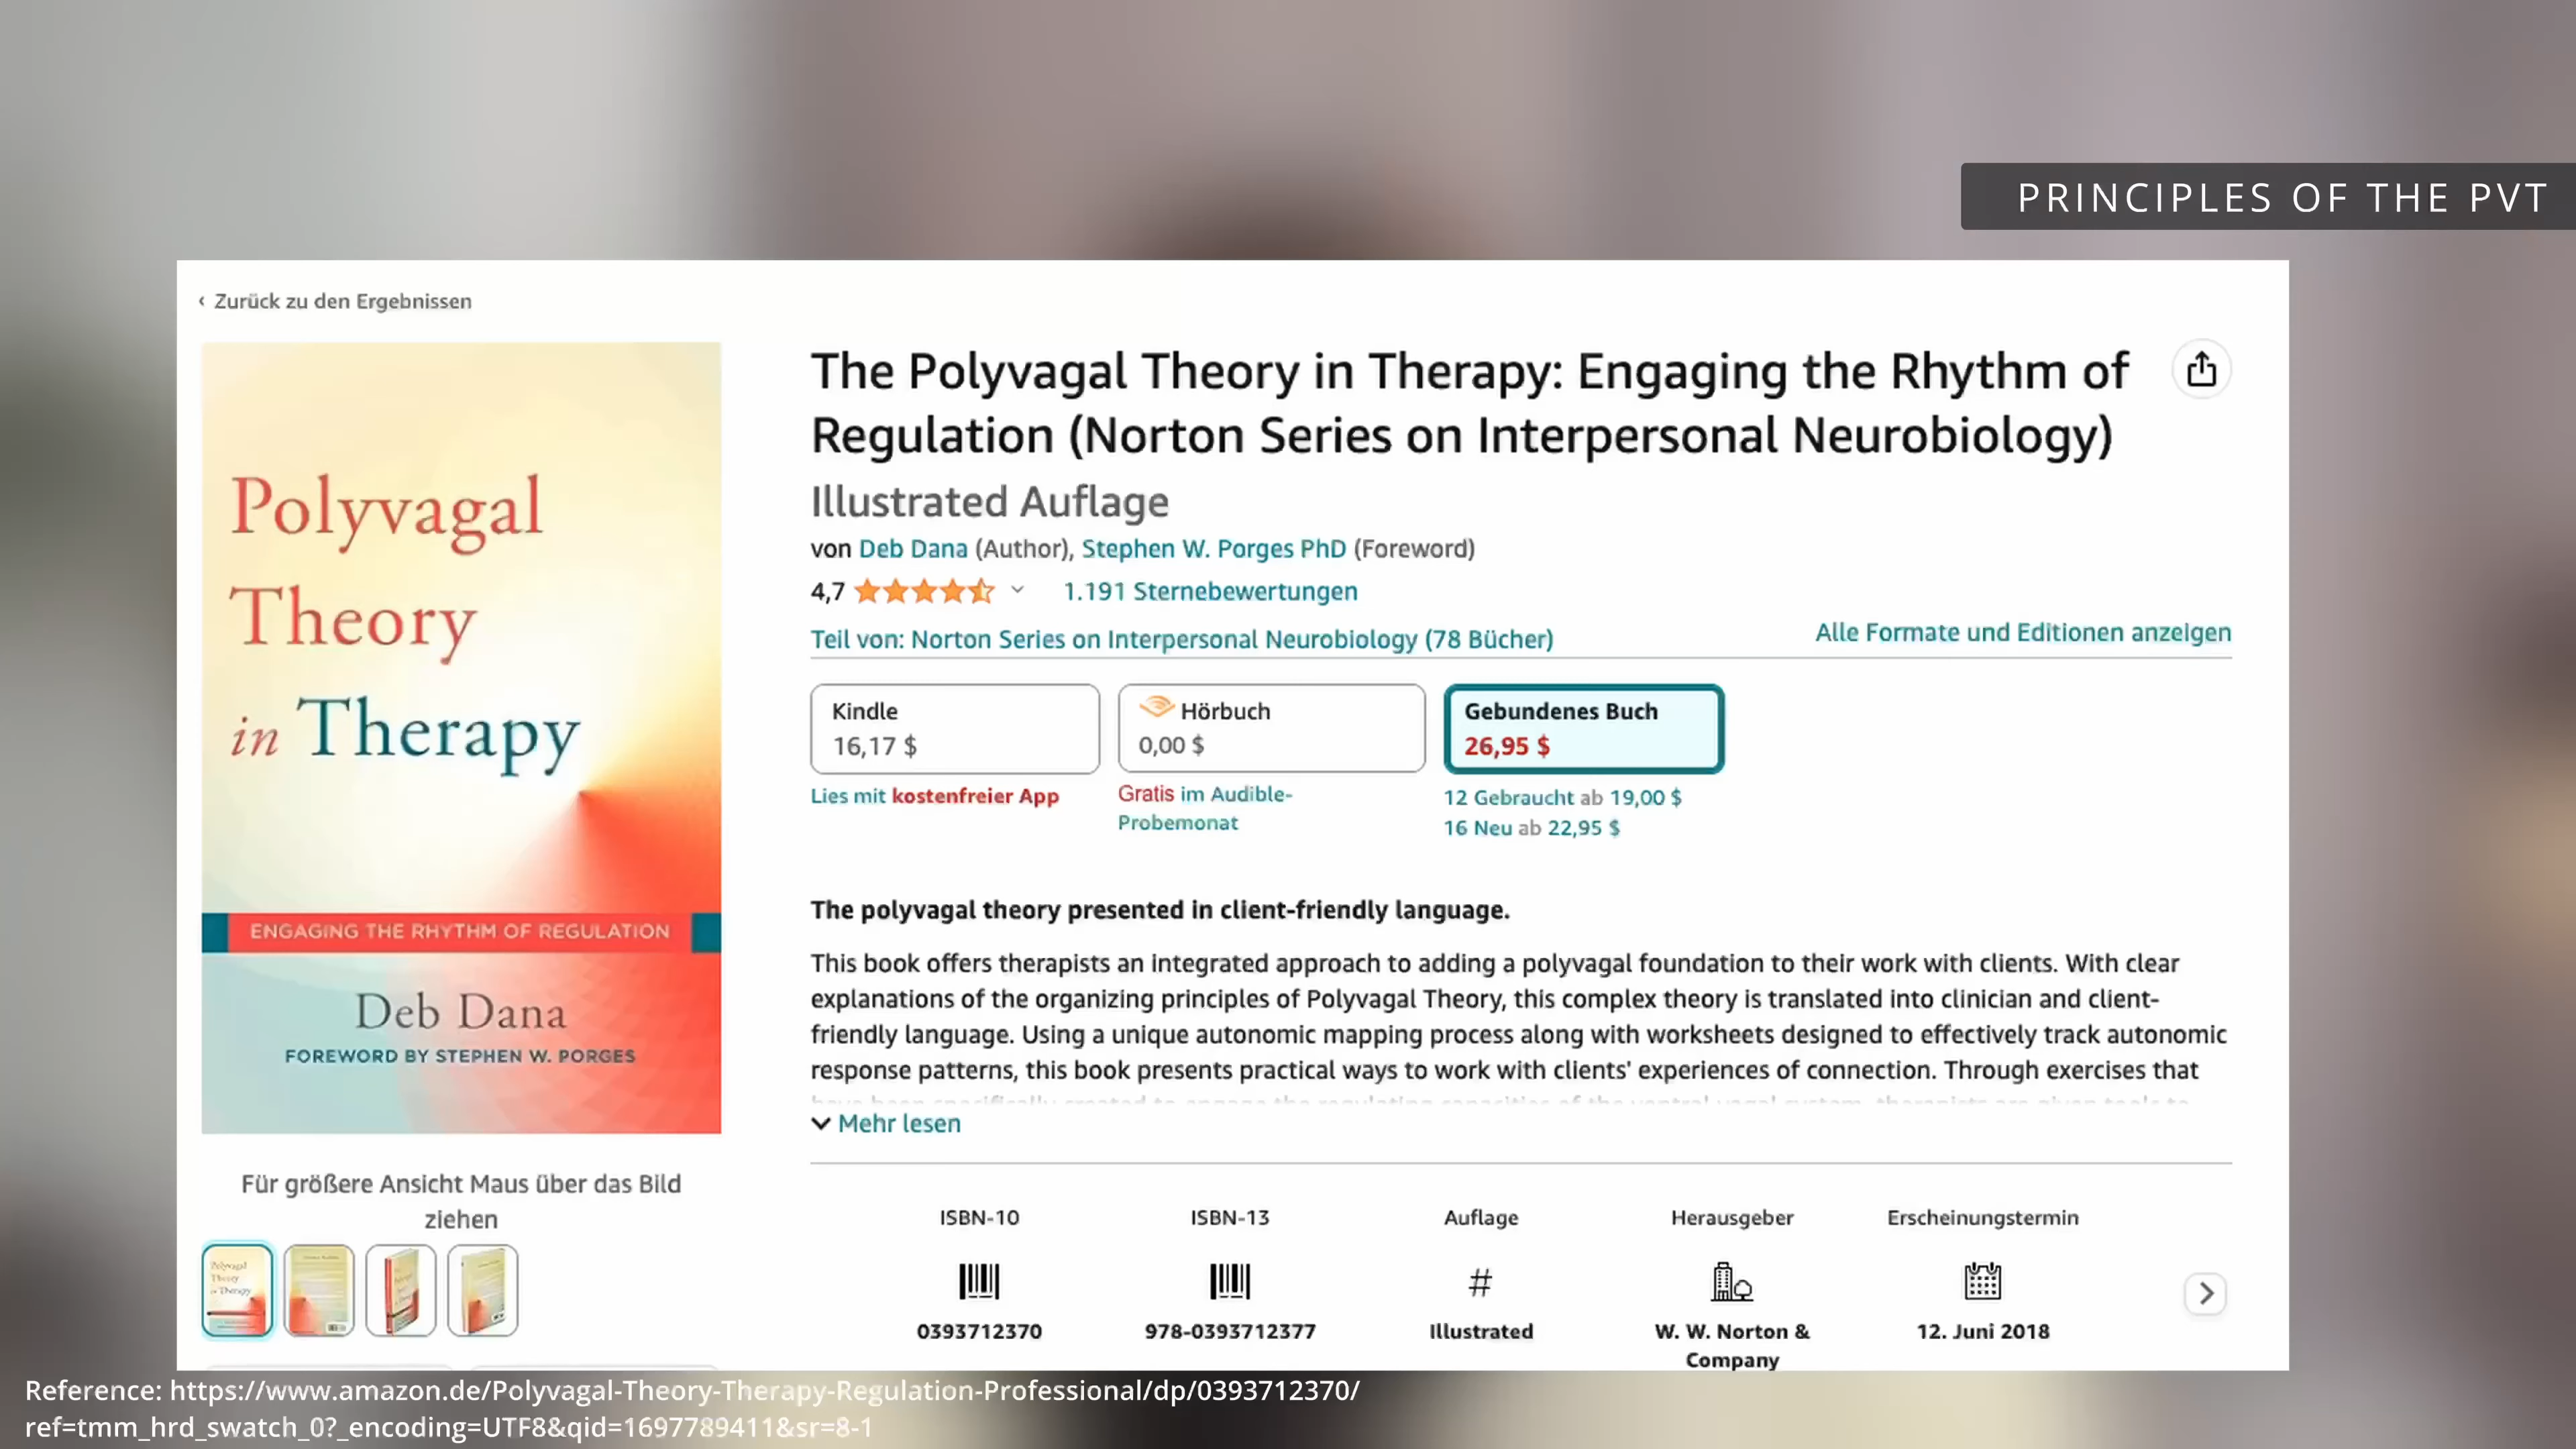 PRINCIPLES OF THE PVT
‹ Zurück zu den Ergebnissen
Polyvagal
Theory
in Therapy
ENGAGING THE RHYTHM OF REGULATION
Deb Dana
FOREWORD BY STEPHEN W. PORGES
Für größere Ansicht Maus über das Bild
ziehen
The Polyvagal Theory in Therapy: Engaging the Rhythm of
Regulation (Norton Series on Interpersonal Neurobiology)
Illustrated Auflage
von Deb Dana (Author), Stephen W. Porges PhD (Foreword)
4,7 1.191 Sternebewertungen
Teil von: Norton Series on Interpersonal Neurobiology (78 Bücher)
Alle Formate und Editionen anzeigen
Kindle
16,17 $
Lies mit kostenfreier App
Hörbuch
0,00 $
Gratis im Audible-
Probemonat
Gebundenes Buch
26,95 $
12 Gebraucht ab 19,00 $
16 Neu ab 22,95 $
The polyvagal theory presented in client-friendly language.
This book offers therapists an integrated approach to adding a polyvagal foundation to their work with clients. With clear
explanations of the organizing principles of Polyvagal Theory, this complex theory is translated into clinician and client-
friendly language. Using a unique autonomic mapping process along with worksheets designed to effectively track autonomic
response patterns, this book presents practical ways to work with clients' experiences of connection. Through exercises that
Mehr lesen
ISBN-10
0393712370
ISBN-13
978-0393712377
Auflage
#
Illustrated
Herausgeber
W. W. Norton &
Company
Erscheinungstermin
12. Juni 2018
Reference: https://www.amazon.de/Polyvagal-Theory-Therapy-Regulation-Professional/dp/0393712370/
ref=tmm_hrd_swatch_0?_encoding=UTF8&qid=1697789411&sr=8-1